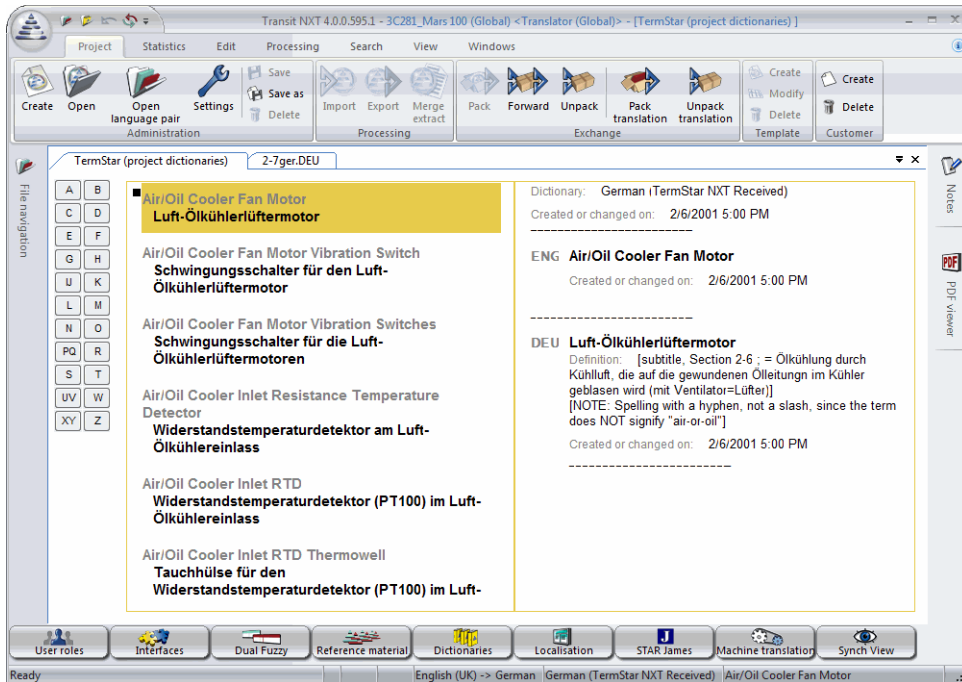 Transit NXT 4.0.0.595.1 - 3C281_Mars 100 (Global) <Translator (Global)> - [TermStar (project dictionaries) ]
Project Statistics Edit Processing Search View Windows
Create Open Open language pair Settings Save Save as Delete
Administration
Import Export Merge extract
Processing
Pack Forward Unpack Pack translation Unpack translation
Exchange
Create Modify Delete
Template
Create Delete
Customer
File navigation
TermStar (project dictionaries) 2-7ger.DEU
A B
C D
E F
G H
IJ K
L M
N O
PQ R
S T
UV W
XY Z
Air/Oil Cooler Fan Motor
Luft-Ölkühlerlüftermotor
Air/Oil Cooler Fan Motor Vibration Switch
Schwingungsschalter für den Luft-
Ölkühlerlüftermotor
Air/Oil Cooler Fan Motor Vibration Switches
Schwingungsschalter für die Luft-
Ölkühlerlüftermotoren
Air/Oil Cooler Inlet Resistance Temperature
Detector
Widerstandstemperaturdetektor am Luft-
Ölkühlereinlass
Air/Oil Cooler Inlet RTD
Widerstandstemperaturdetektor (PT100) im Luft-
Ölkühlereinlass
Air/Oil Cooler Inlet RTD Thermowell
Tauchhülse für den
Widerstandstemperaturdetektor (PT100) im Luft-
Dictionary: German (TermStar NXT Received)
Created or changed on: 2/6/2001 5:00 PM
------------------------
ENG Air/Oil Cooler Fan Motor
Created or changed on: 2/6/2001 5:00 PM
------------------------
DEU Luft-Ölkühlerlüftermotor
Definition: [subtitle, Section 2-6 ; = Ölkühlung durch
Kühlluft, die auf die gewundenen Ölleitungn im Kühler
geblasen wird (mit Ventilator=Lüfter)]
[NOTE: Spelling with a hyphen, not a slash, since the term
does NOT signify "air-or-oil"]
Created or changed on: 2/6/2001 5:00 PM
------------------------
Notes
PDF
PDF viewer
User roles Interfaces Dual Fuzzy Reference material Dictionaries Localisation STAR James Machine translation Synch View
Ready English (UK) -> German German (TermStar NXT Received) Air/Oil Cooler Fan Motor